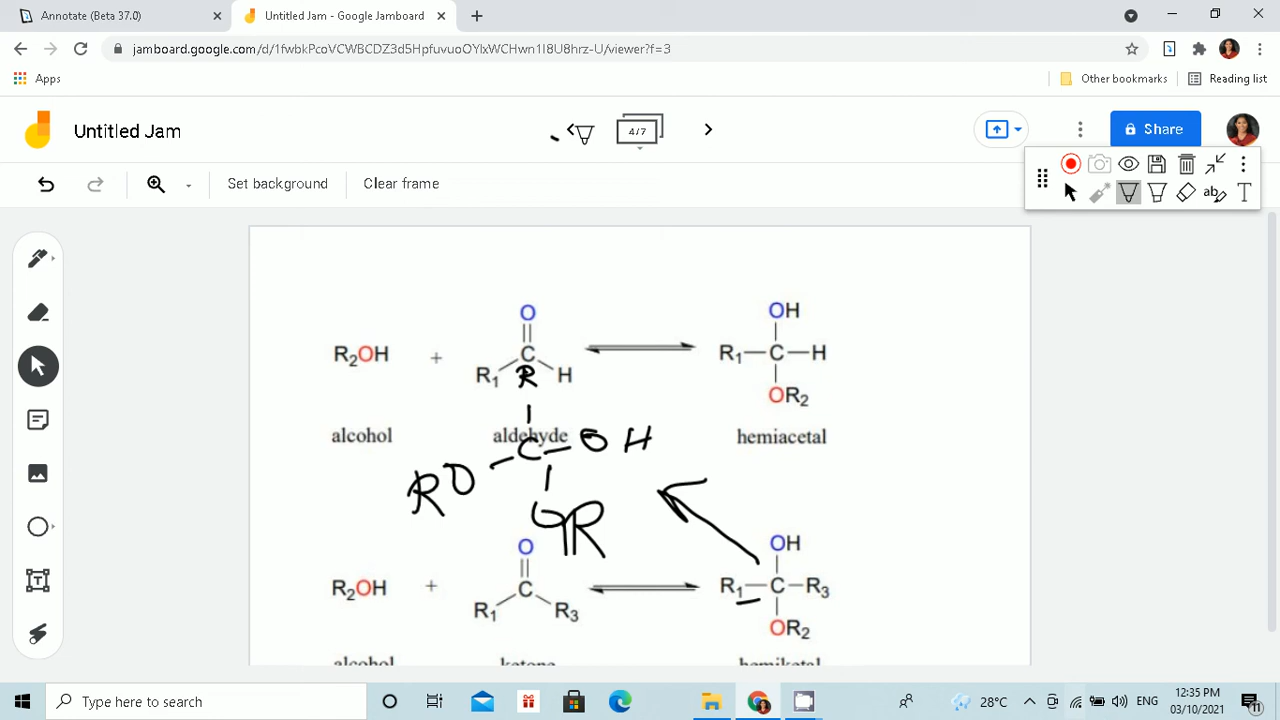 Annotate (Beta 37.0)
Untitled Jam - Google Jamboard
jamboard.google.com/d/1fwbkPcoVCWBCDZ3d5HpfuvuoOYlxWCHwn1I8U8hrz-U/viewer?f=3
Apps
Other bookmarks
Reading list
Untitled Jam
4/7
Share
Set background
Clear frame
O
OH
R₂OH + C
R₁ H
R₁—C—H
OR₂
alcohol
aldehyde
hemiacetal
R
C OH
RO
R
O
OH
R₂OH + C
R₁ R₃
R₁—C—R₃
OR₂
alcohol
ketone
hemiketal
Type here to search
28°C
ENG
12:35 PM
03/10/2021
11